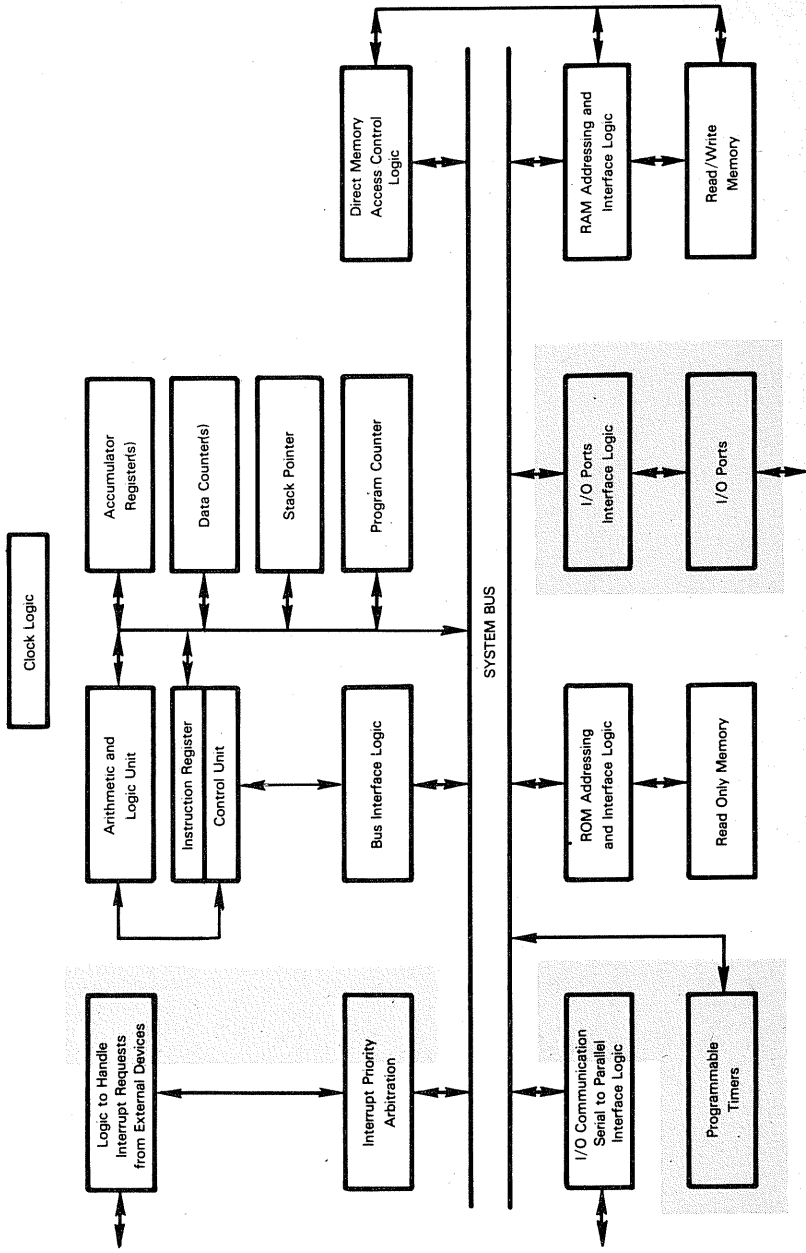 Clock Logic
Logic to Handle
Interrupt Requests
from External Devices
Interrupt Priority
Arbitration
Arithmetic and
Logic Unit
Instruction Register
Control Unit
Bus Interface Logic
Accumulator
Register(s)
Data Counter(s)
Stack Pointer
Program Counter
Direct Memory
Access Control
Logic
SYSTEM BUS
I/O Communication
Serial to Parallel
Interface Logic
Programmable
Timers
ROM Addressing
and Interface Logic
Read Only Memory
I/O Ports
Interface Logic
I/O Ports
RAM Addressing and
Interface Logic
Read/Write
Memory